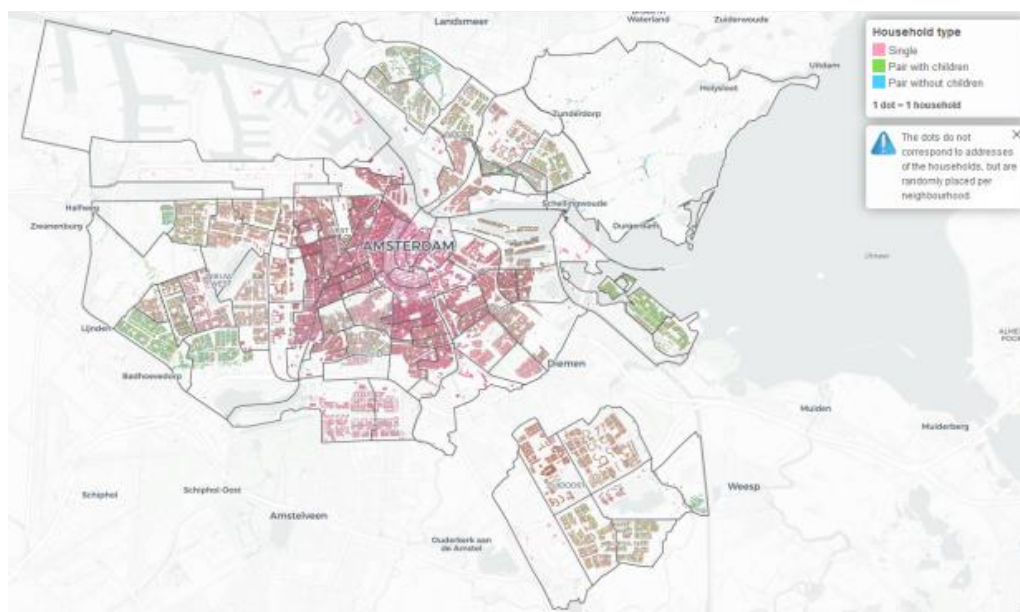 Landsmeer
Waterland
Zuiderwoude
Uitdam
Holysloot
Zunderdorp
Halfweg
Zwanenburg
Schellingwoude
Durgerdam
AMSTERDAM
IJmeer
Lijnden
Badhoevedorp
Diemen
Muiden
Muiderberg
Weesp
Schiphol
Schiphol-Oost
Amstelveen
Ouderkerk aan
de Amstel
Household type
Single
Pair with children
Pair without children
1 dot = 1 household
The dots do not
correspond to addresses
of the households, but are
randomly placed per
neighbourhood.